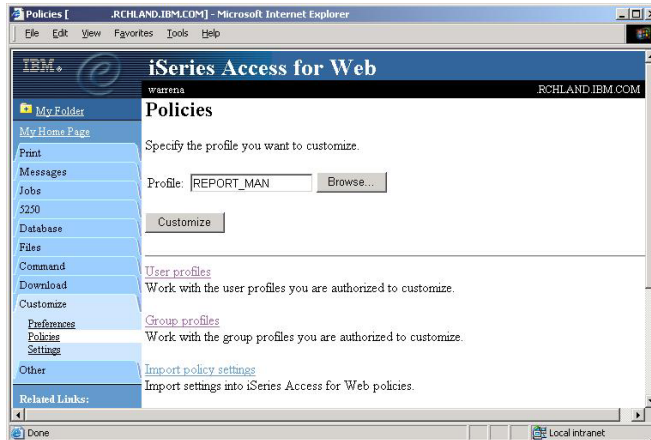 Policies [ .RCHLAND.IBM.COM] - Microsoft Internet Explorer
File Edit View Favorites Tools Help
IBM.
iSeries Access for Web
warrena .RCHLAND.IBM.COM
My Folder
My Home Page
Print
Messages
Jobs
5250
Database
Files
Command
Download
Customize
Preferences
Policies
Settings
Other
Related Links:
Policies
Specify the profile you want to customize.
Profile: REPORT_MAN Browse...
Customize
User profiles
Work with the user profiles you are authorized to customize.
Group profiles
Work with the group profiles you are authorized to customize.
Import policy settings
Import settings into iSeries Access for Web policies.
Done Local intranet